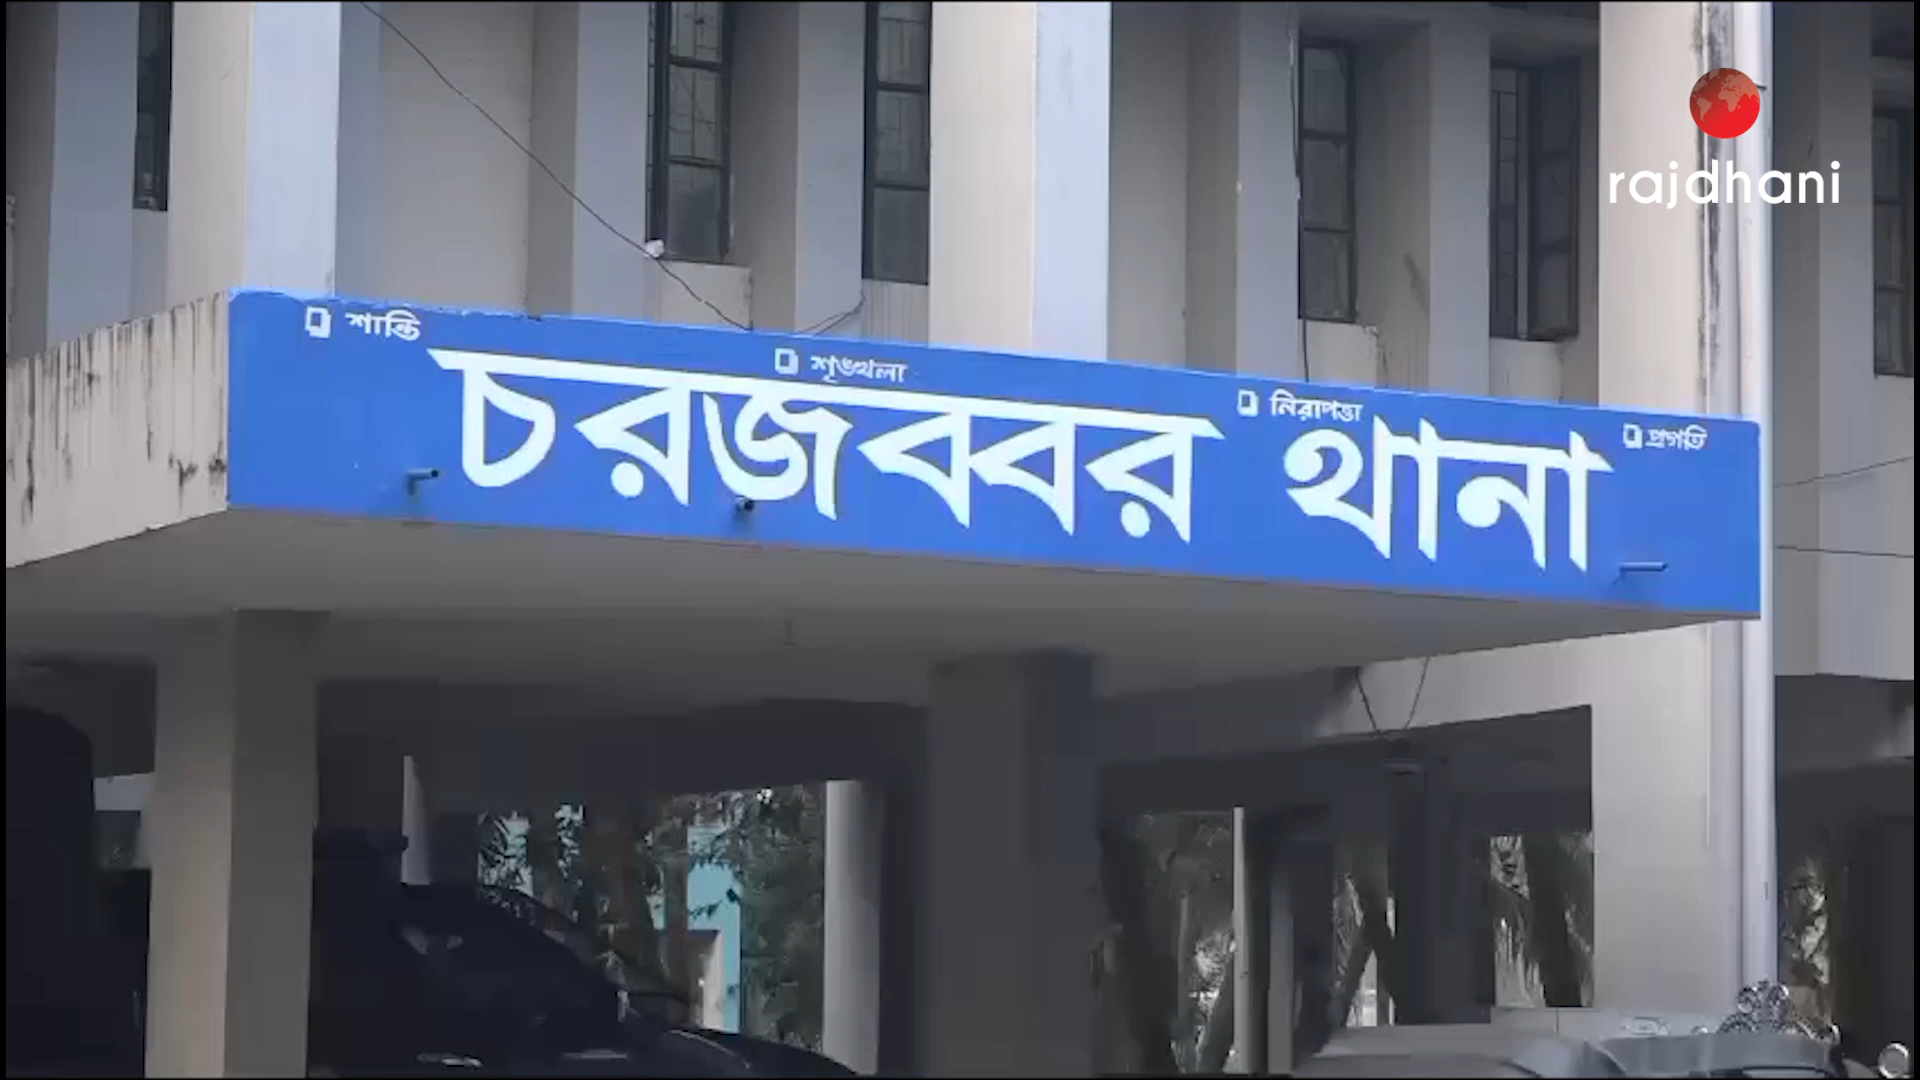 rajdhani
শান্তি
শৃঙ্খলা
নিরাপত্তা
প্রগতি
চরজব্বর থানা